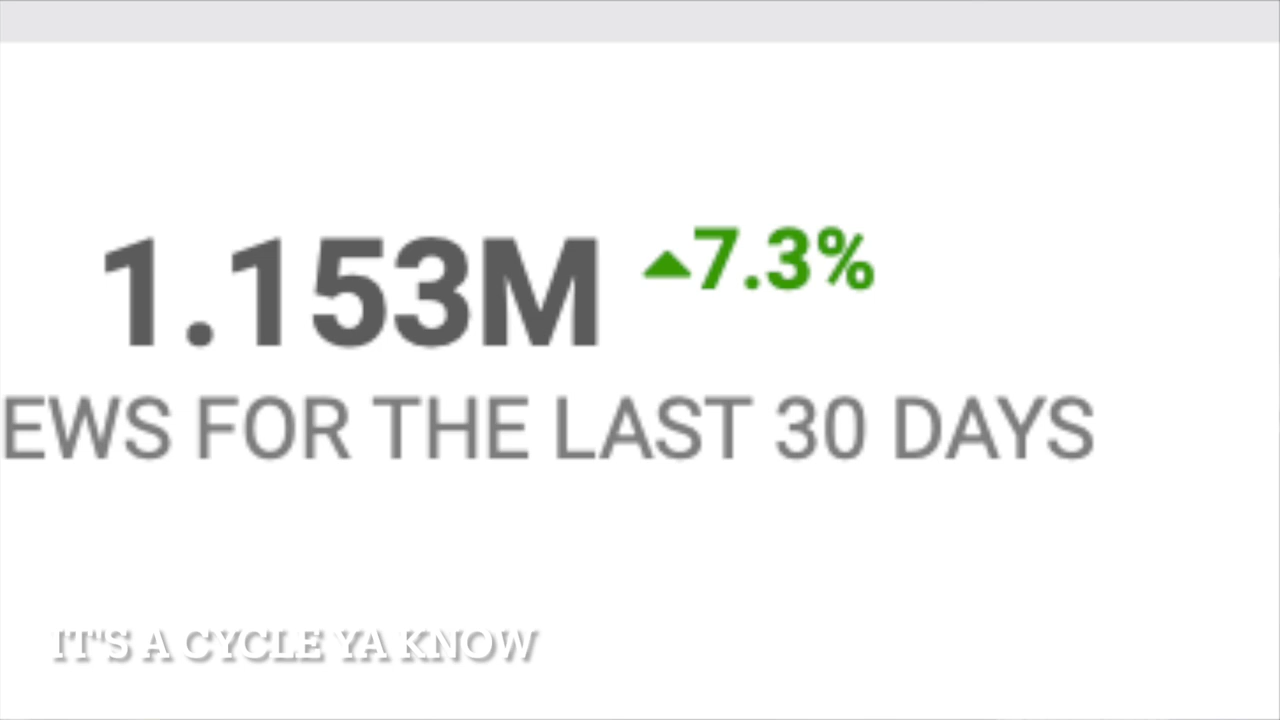 1.153M ▲7.3%
EWS FOR THE LAST 30 DAYS
IT'S A CYCLE YA KNOW